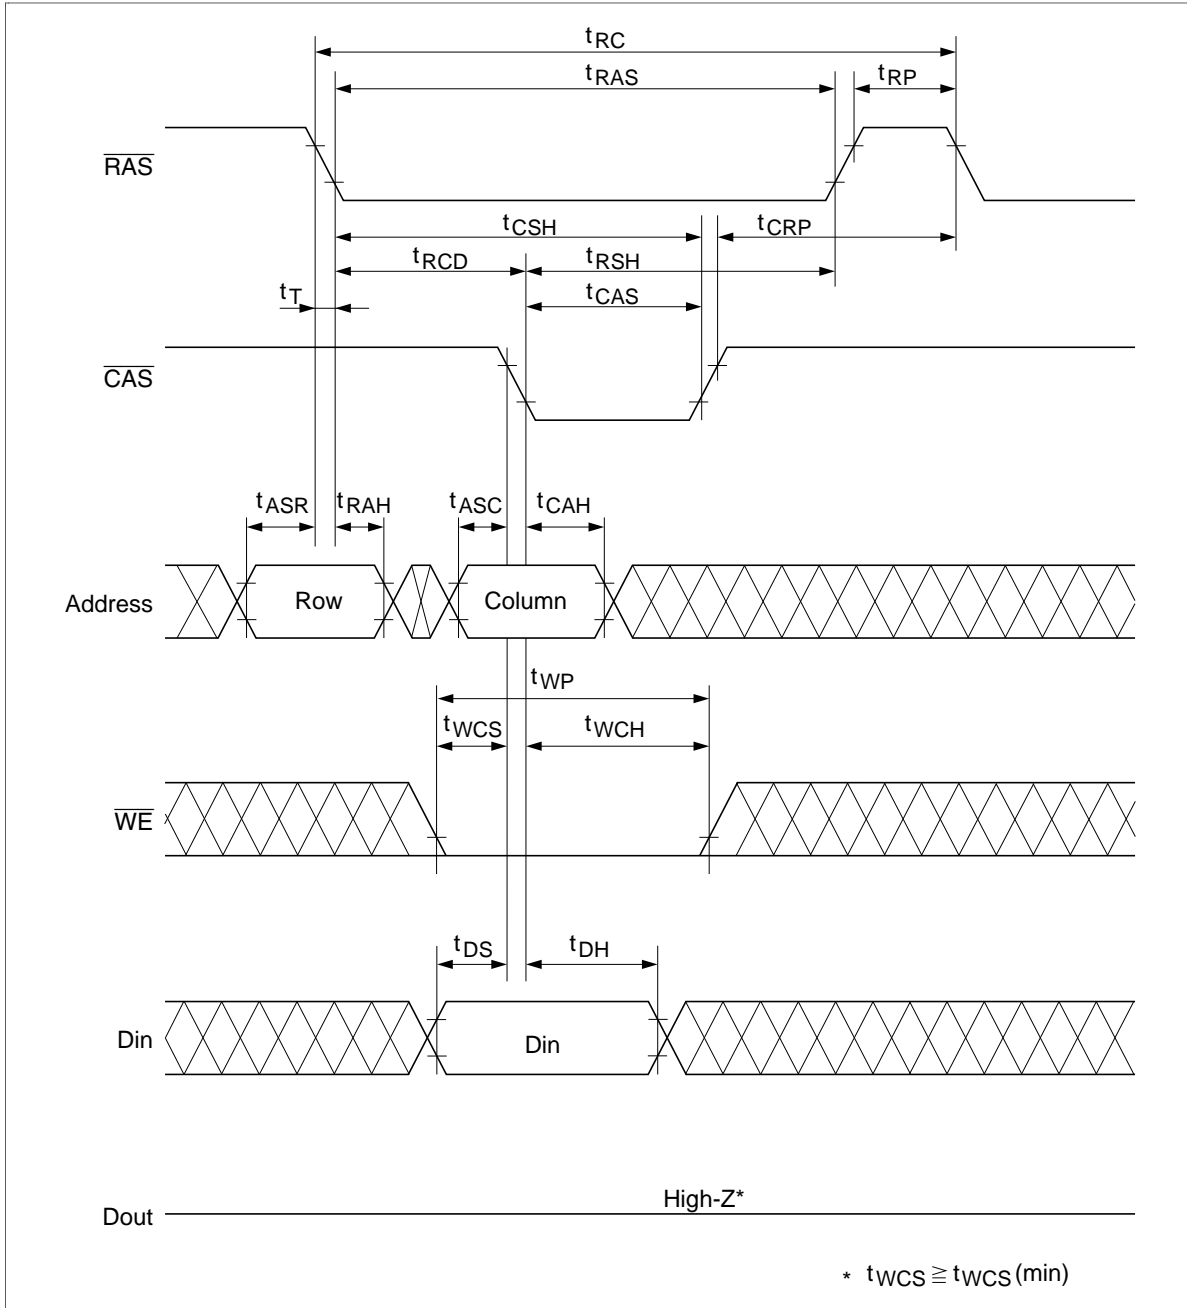 tRC
tRAS
tRP
RAS
tCSH
tCRP
tRCD
tRSH
tT
tCAS
CAS
tASR
tRAH
tASC
tCAH
Address
Row
Column
tWP
tWCS
tWCH
WE
tDS
tDH
Din
Din
High-Z*
Dout
* tWCS ≧ tWCS(min)